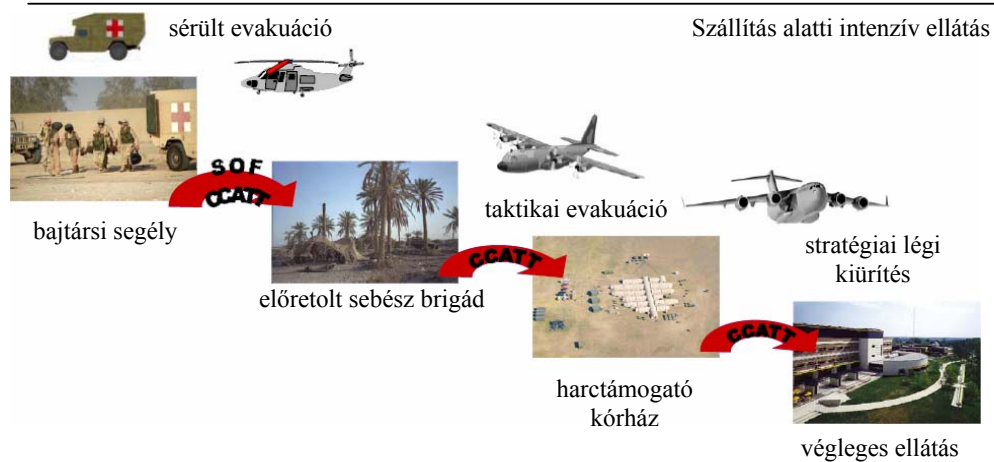 sérült evakuáció
Szállítás alatti intenzív ellátás
SOF
CCATT
bajtársi segély
taktikai evakuáció
CCATT
előretolt sebész brigád
stratégiai légi
kiürítés
CCATT
harctámogató
kórház
végleges ellátás